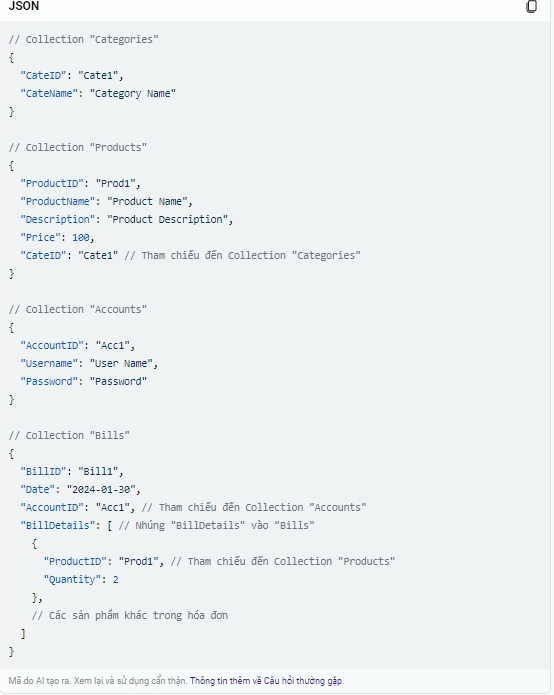 JSON
// Collection "Categories"
{
"CateID": "Cate1",
"CateName": "Category Name"
}
// Collection "Products"
{
"ProductID": "Prod1",
"ProductName": "Product Name",
"Description": "Product Description",
"Price": 100,
"CateID": "Cate1" // Tham chiếu đến Collection "Categories"
}
// Collection "Accounts"
{
"AccountID": "Acc1",
"Username": "User Name",
"Password": "Password"
}
// Collection "Bills"
{
"BillID": "Bill1",
"Date": "2024-01-30",
"AccountID": "Acc1", // Tham chiếu đến Collection "Accounts"
"BillDetails": [ // Nhúng "BillDetails" vào "Bills"
{
"ProductID": "Prod1", // Tham chiếu đến Collection "Products"
"Quantity": 2
},
// Các sản phẩm khác trong hóa đơn
]
}
Mã do AI tạo ra. Xem lại và sử dụng cẩn thận. Thông tin thêm về Câu hỏi thường gặp.